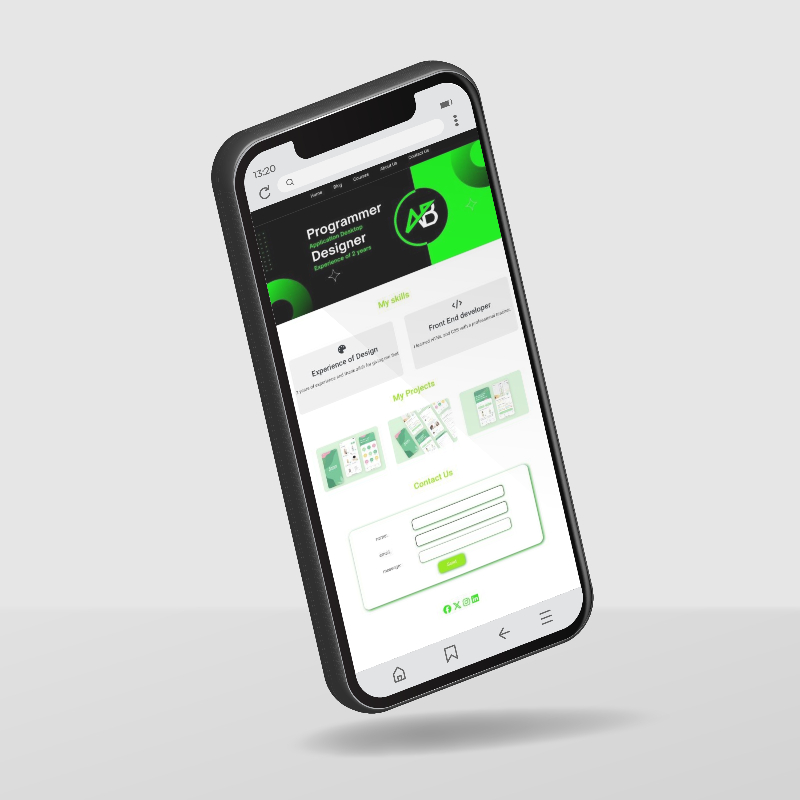 13:20
Home Blog Courses About Us Contact Us
Programmer
Application Desktop
Designer
Experience of 2 years
AB
My skills
Experience of Design
Front End developer
My Projects
Contact Us
name:
email:
message:
Send